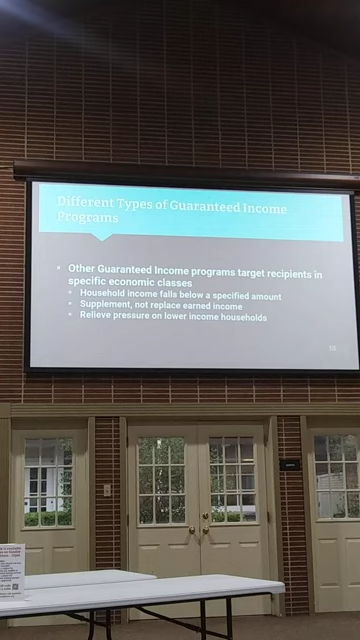 Different Types of Guaranteed Income
Programs
• Other Guaranteed Income programs target recipients in
specific economic classes
• Household income falls below a specified amount
• Supplement, not replace earned income
• Relieve pressure on lower income households